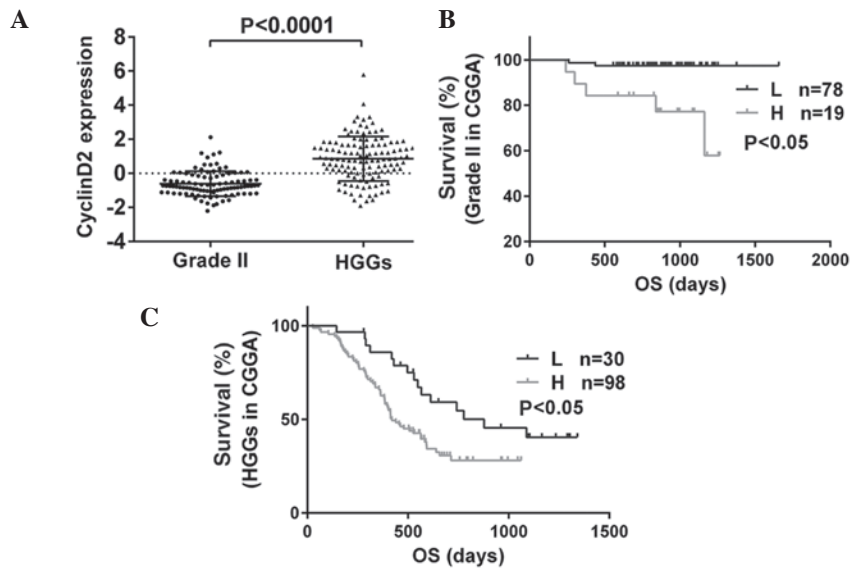 A
P<0.0001
CyclinD2 expression
8
6
4
2
0
-2
-4
Grade II
HGGs
B
Survival (%)
(Grade II in CGGA)
100
80
60
40
20
L n=78
H n=19
P<0.05
0 500 1000 1500 2000
OS (days)
C
Survival (%)
(HGGs in CGGA)
100
50
0
L n=30
H n=98
P<0.05
0 500 1000 1500
OS (days)